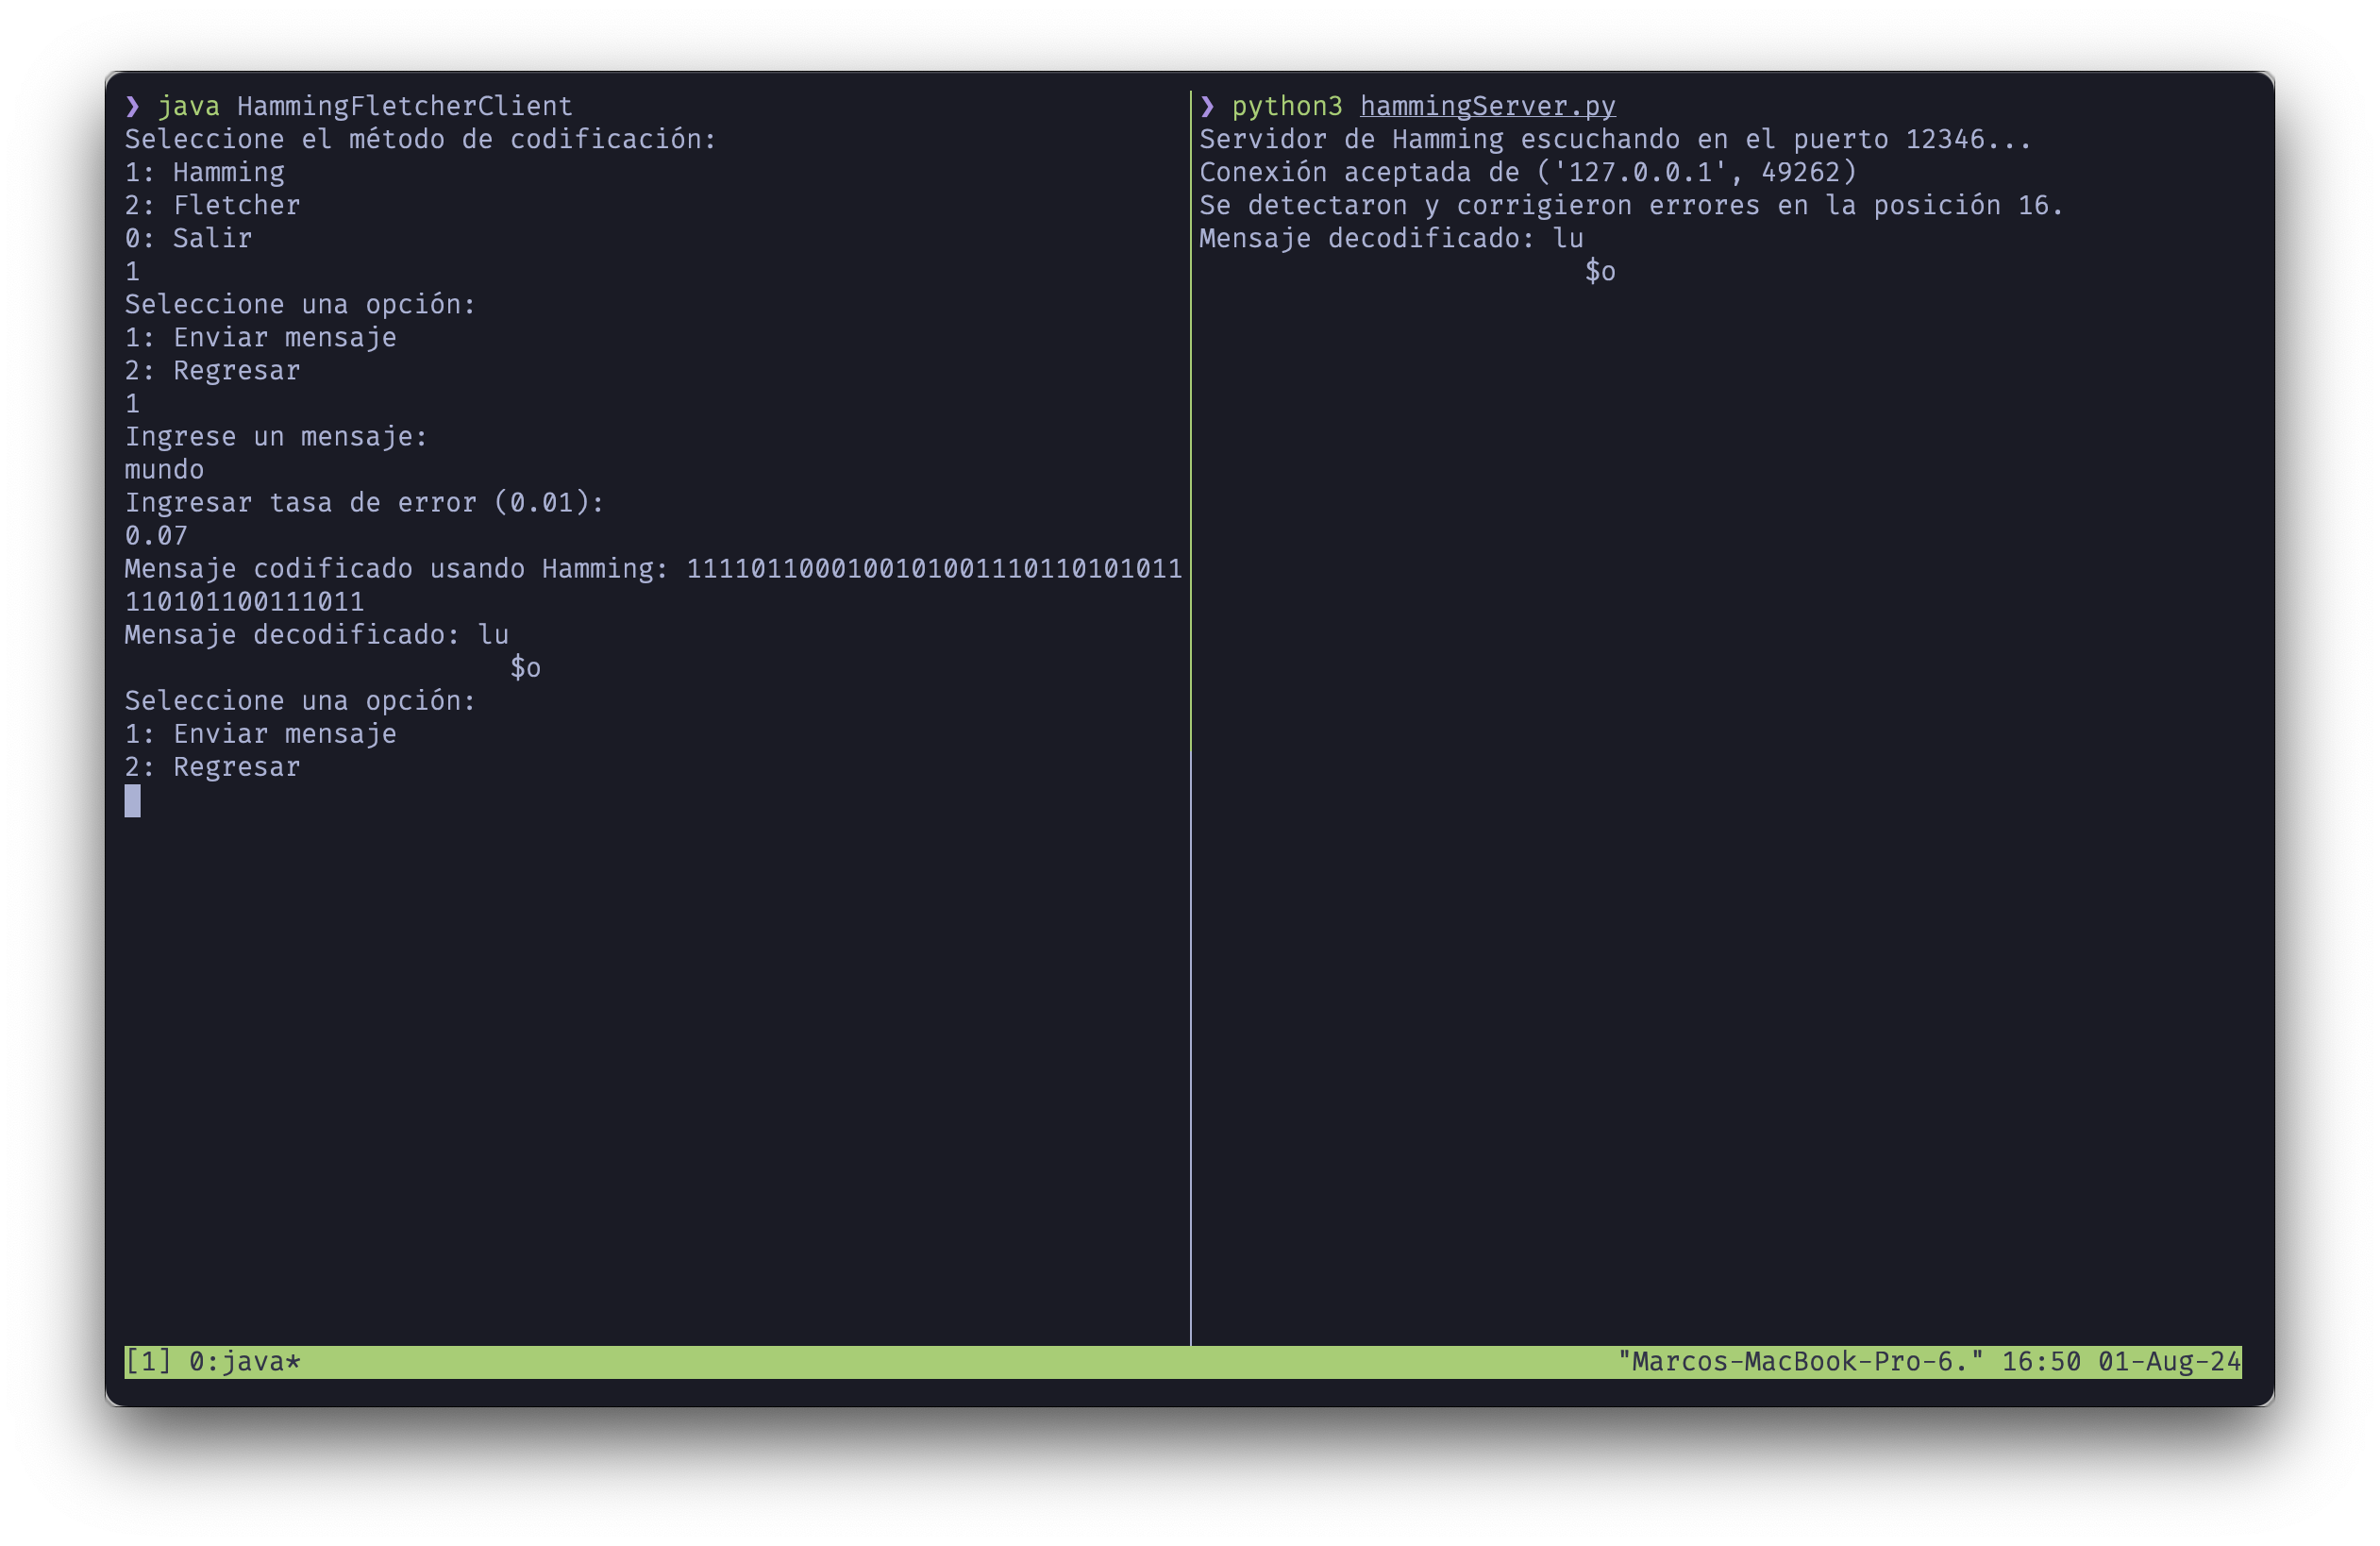 ❯ java HammingFletcherClient
Seleccione el método de codificación:
1: Hamming
2: Fletcher
0: Salir
1
Seleccione una opción:
1: Enviar mensaje
2: Regresar
1
Ingrese un mensaje:
mundo
Ingresar tasa de error (0.01):
0.07
Mensaje codificado usando Hamming: 1111011000100101001110110101011
110101100111011
Mensaje decodificado: lu
$o
Seleccione una opción:
1: Enviar mensaje
2: Regresar
❯ python3 hammingServer.py
Servidor de Hamming escuchando en el puerto 12346...
Conexión aceptada de ('127.0.0.1', 49262)
Se detectaron y corrigieron errores en la posición 16.
Mensaje decodificado: lu
$o
[1] 0:java* "Marcos-MacBook-Pro-6." 16:50 01-Aug-24